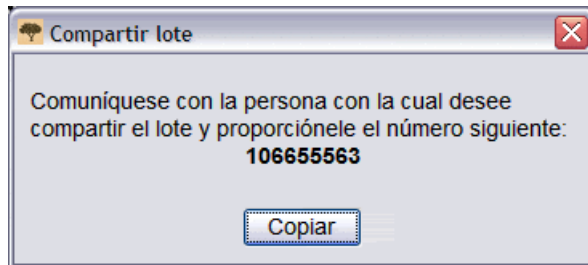 Compartir lote
Comuníquese con la persona con la cual desee
compartir el lote y proporciónele el número siguiente:
106655563
Copiar